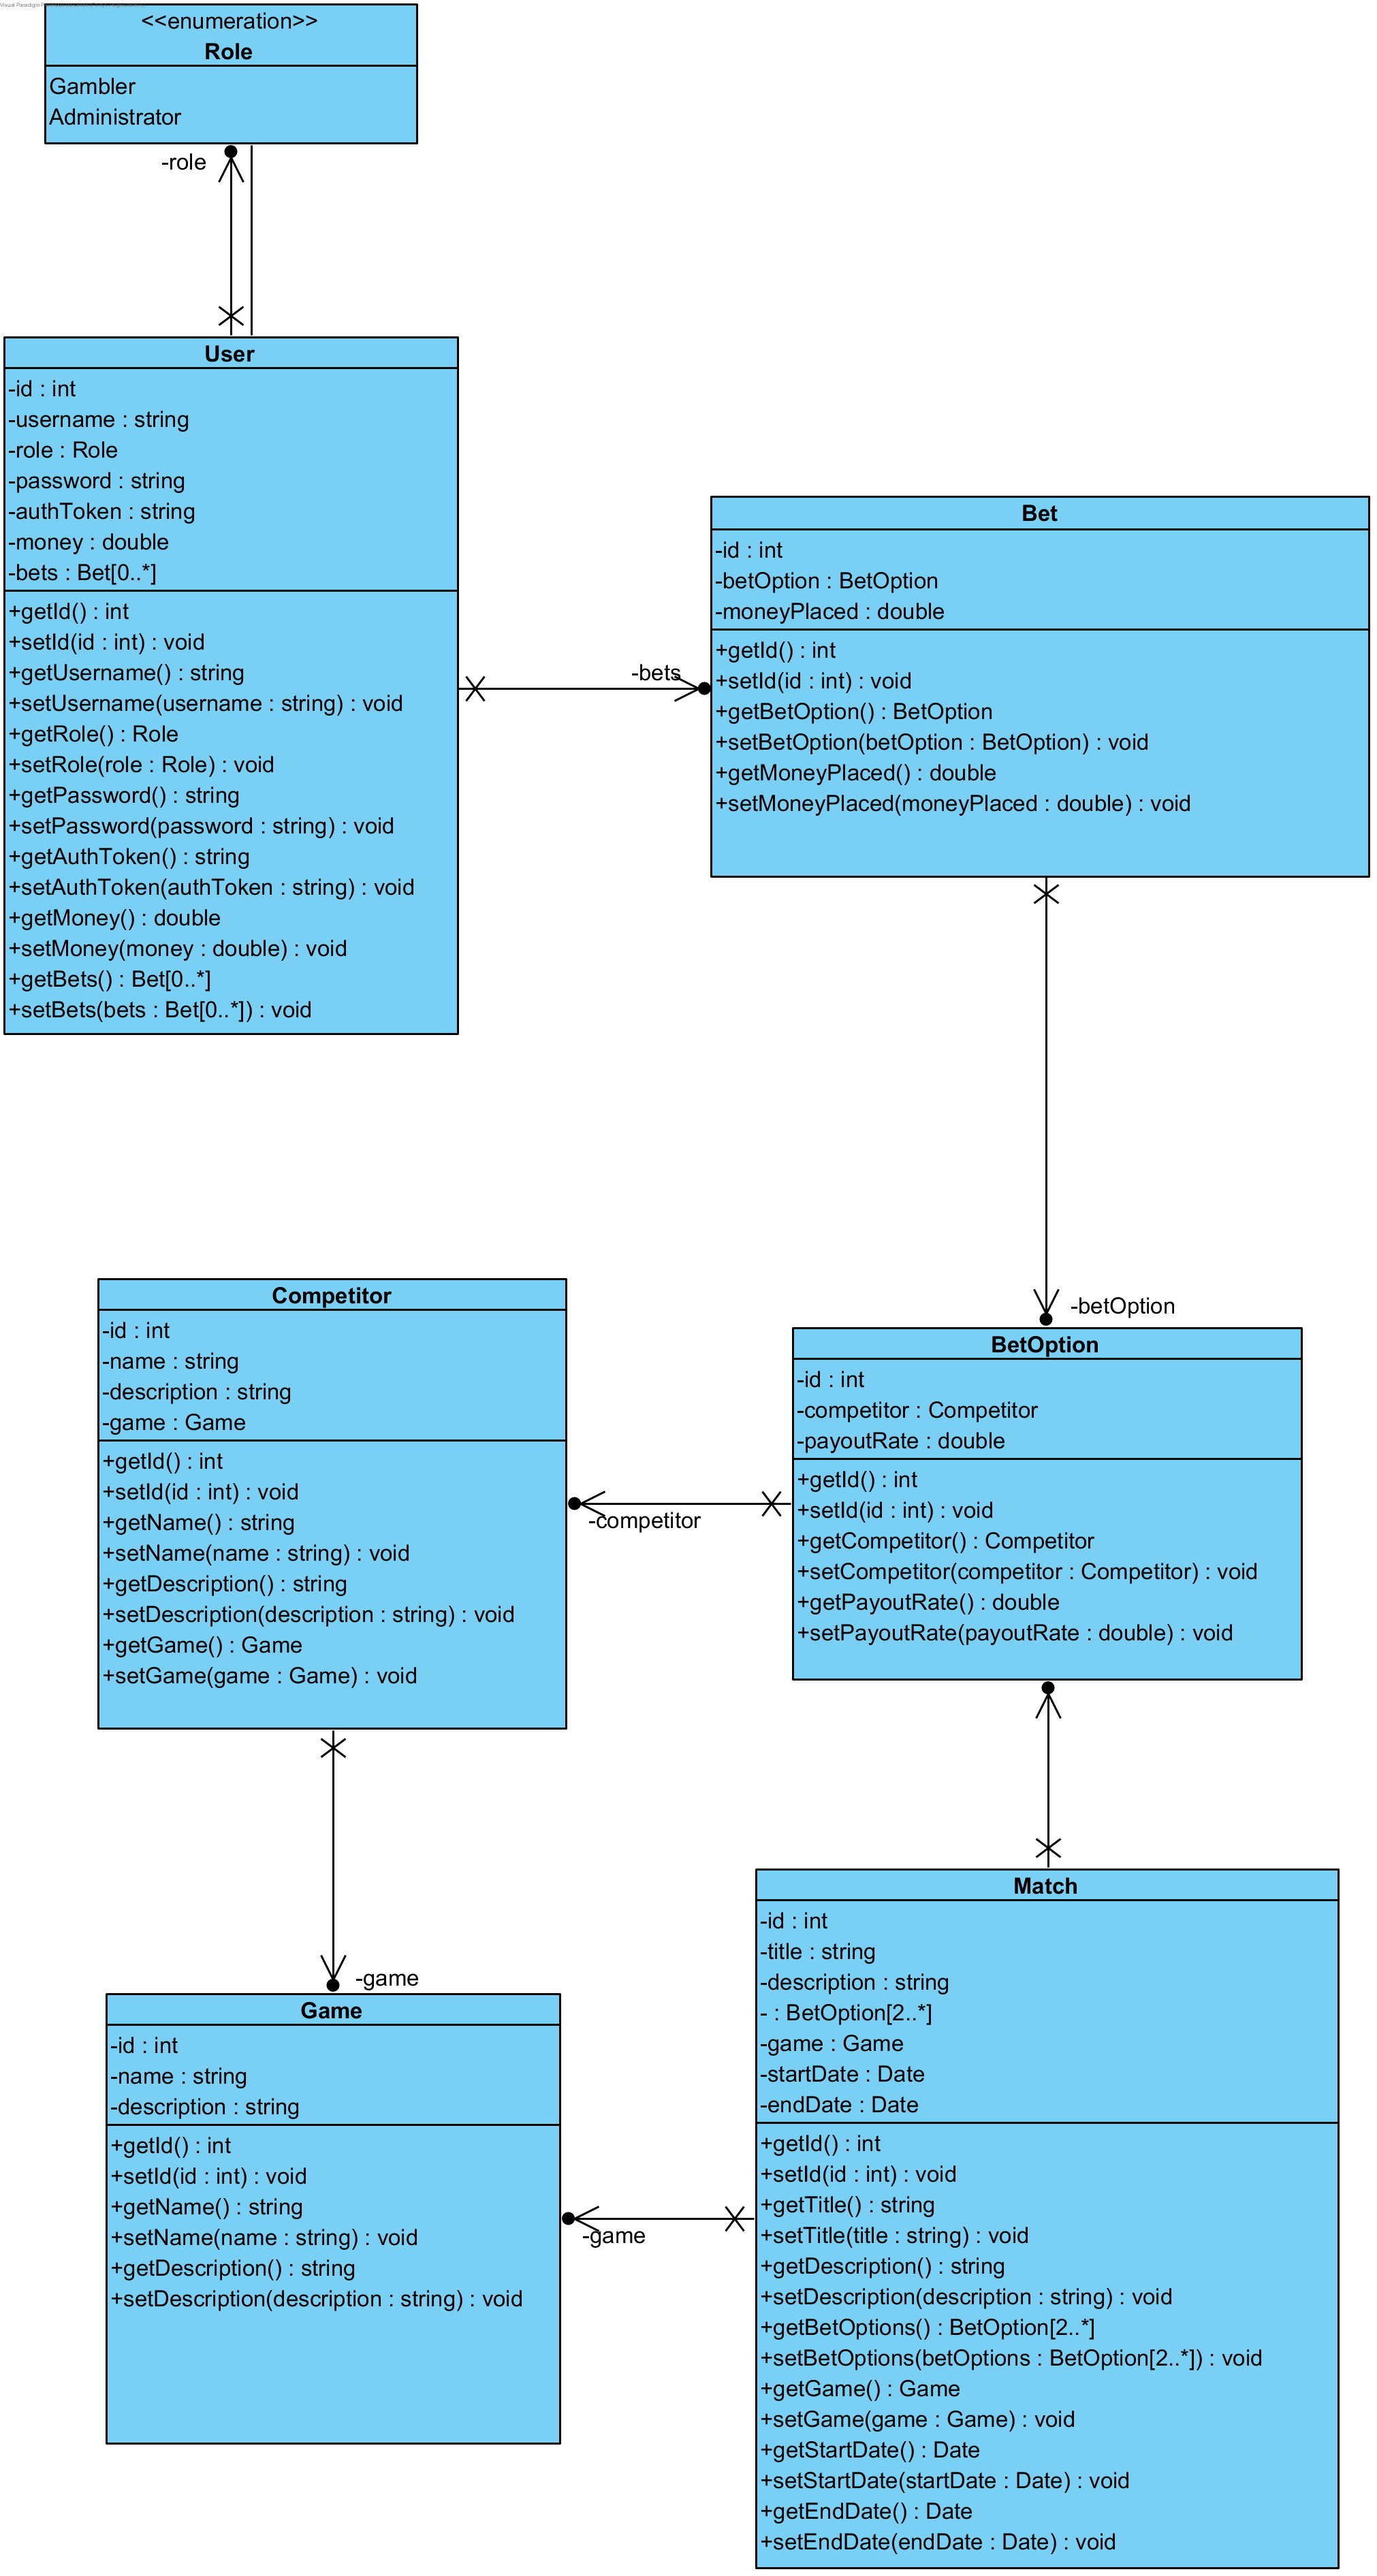 <<enumeration>>
Role
Gambler
Administrator
-role
User
-id : int
-username : string
-role : Role
-password : string
-authToken : string
-money : double
-bets : Bet[0..*]
+getId() : int
+setId(id : int) : void
+getUsername() : string
+setUsername(username : string) : void
+getRole() : Role
+setRole(role : Role) : void
+getPassword() : string
+setPassword(password : string) : void
+getAuthToken() : string
+setAuthToken(authToken : string) : void
+getMoney() : double
+setMoney(money : double) : void
+getBets() : Bet[0..*]
+setBets(bets : Bet[0..*]) : void
-bets
Bet
-id : int
-betOption : BetOption
-moneyPlaced : double
+getId() : int
+setId(id : int) : void
+getBetOption() : BetOption
+setBetOption(betOption : BetOption) : void
+getMoneyPlaced() : double
+setMoneyPlaced(moneyPlaced : double) : void
-betOption
Competitor
-id : int
-name : string
-description : string
-game : Game
+getId() : int
+setId(id : int) : void
+getName() : string
+setName(name : string) : void
+getDescription() : string
+setDescription(description : string) : void
+getGame() : Game
+setGame(game : Game) : void
-competitor
BetOption
-id : int
-competitor : Competitor
-payoutRate : double
+getId() : int
+setId(id : int) : void
+getCompetitor() : Competitor
+setCompetitor(competitor : Competitor) : void
+getPayoutRate() : double
+setPayoutRate(payoutRate : double) : void
-game
Game
-id : int
-name : string
-description : string
+getId() : int
+setId(id : int) : void
+getName() : string
+setName(name : string) : void
+getDescription() : string
+setDescription(description : string) : void
-game
Match
-id : int
-title : string
-description : string
- : BetOption[2..*]
-game : Game
-startDate : Date
-endDate : Date
+getId() : int
+setId(id : int) : void
+getTitle() : string
+setTitle(title : string) : void
+getDescription() : string
+setDescription(description : string) : void
+getBetOptions() : BetOption[2..*]
+setBetOptions(betOptions : BetOption[2..*]) : void
+getGame() : Game
+setGame(game : Game) : void
+getStartDate() : Date
+setStartDate(startDate : Date) : void
+getEndDate() : Date
+setEndDate(endDate : Date) : void